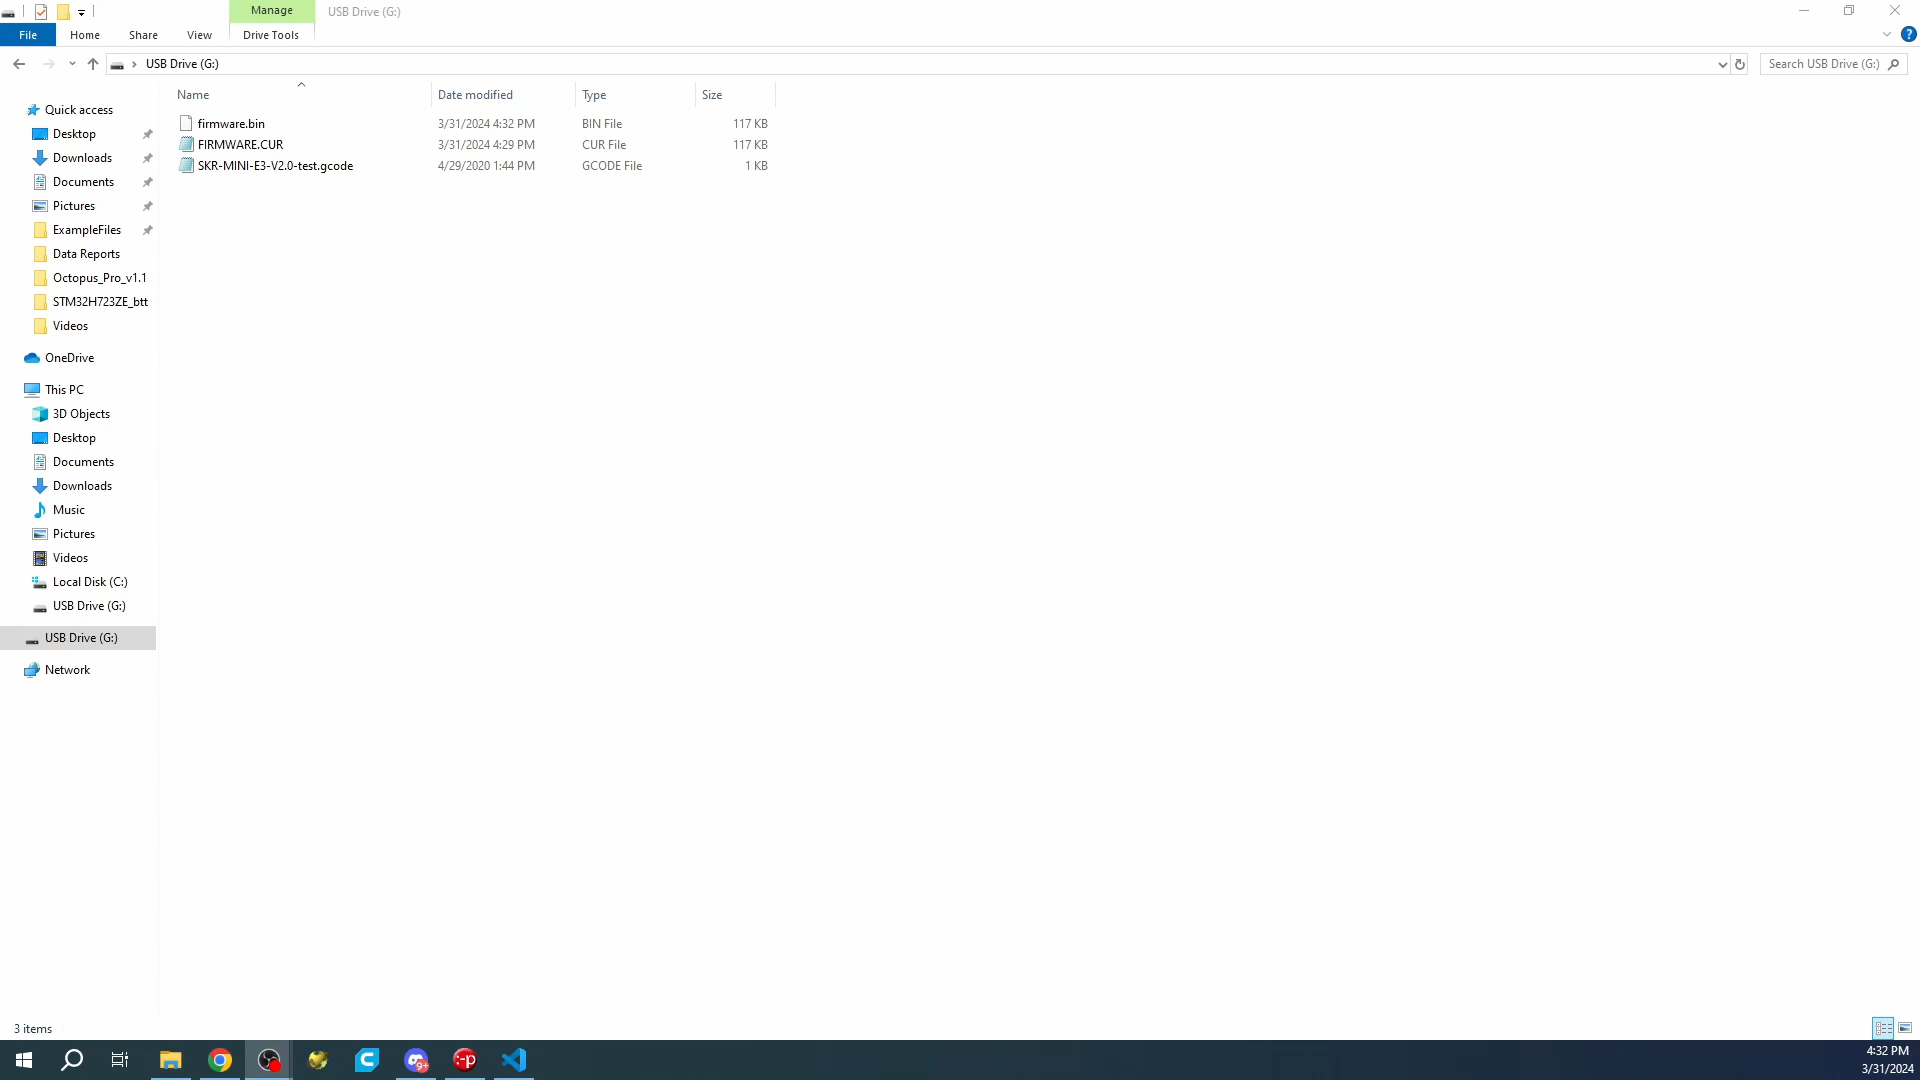 Manage
USB Drive (G:)
File
Home
Share
View
Drive Tools
?
USB Drive (G:)
Search USB Drive (G:)
Name
Date modified
Type
Size
firmware.bin
3/31/2024 4:32 PM
BIN File
117 KB
FIRMWARE.CUR
3/31/2024 4:29 PM
CUR File
117 KB
SKR-MINI-E3-V2.0-test.gcode
4/29/2020 1:44 PM
GCODE File
1 KB
Quick access
Desktop
Downloads
Documents
Pictures
ExampleFiles
Data Reports
Octopus_Pro_v1.1
STM32H723ZE_btt
Videos
OneDrive
This PC
3D Objects
Desktop
Documents
Downloads
Music
Pictures
Videos
Local Disk (C:)
USB Drive (G:)
USB Drive (G:)
Network
3 items
C
9+
:-p
4:32 PM
3/31/2024